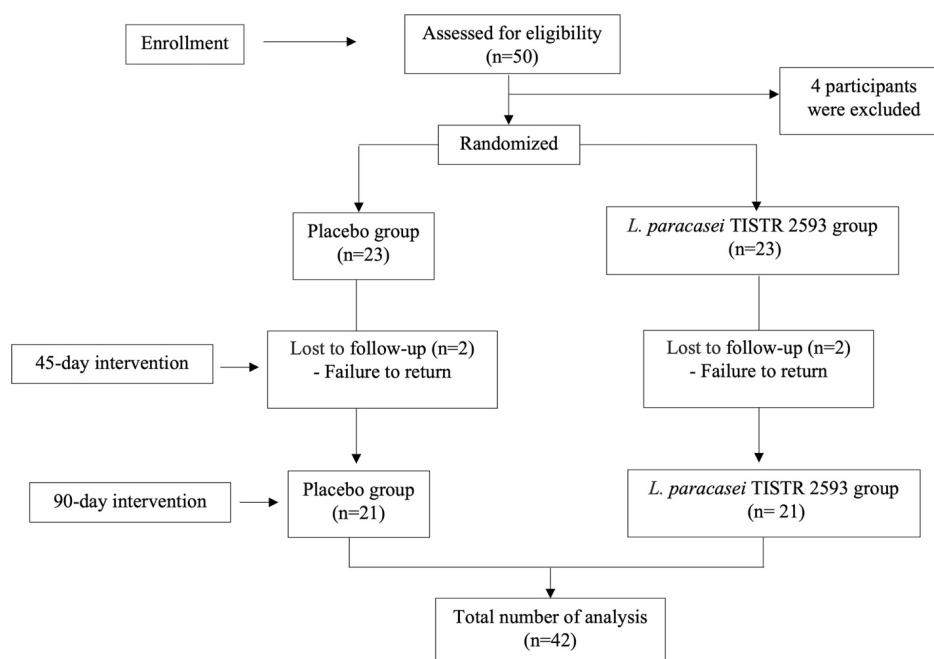 Enrollment
Assessed for eligibility
(n=50)
4 participants
were excluded
Randomized
Placebo group
(n=23)
L. paracasei TISTR 2593 group
(n=23)
45-day intervention
Lost to follow-up (n=2)
- Failure to return
Lost to follow-up (n=2)
- Failure to return
90-day intervention
Placebo group
(n=21)
L. paracasei TISTR 2593 group
(n= 21)
Total number of analysis
(n=42)